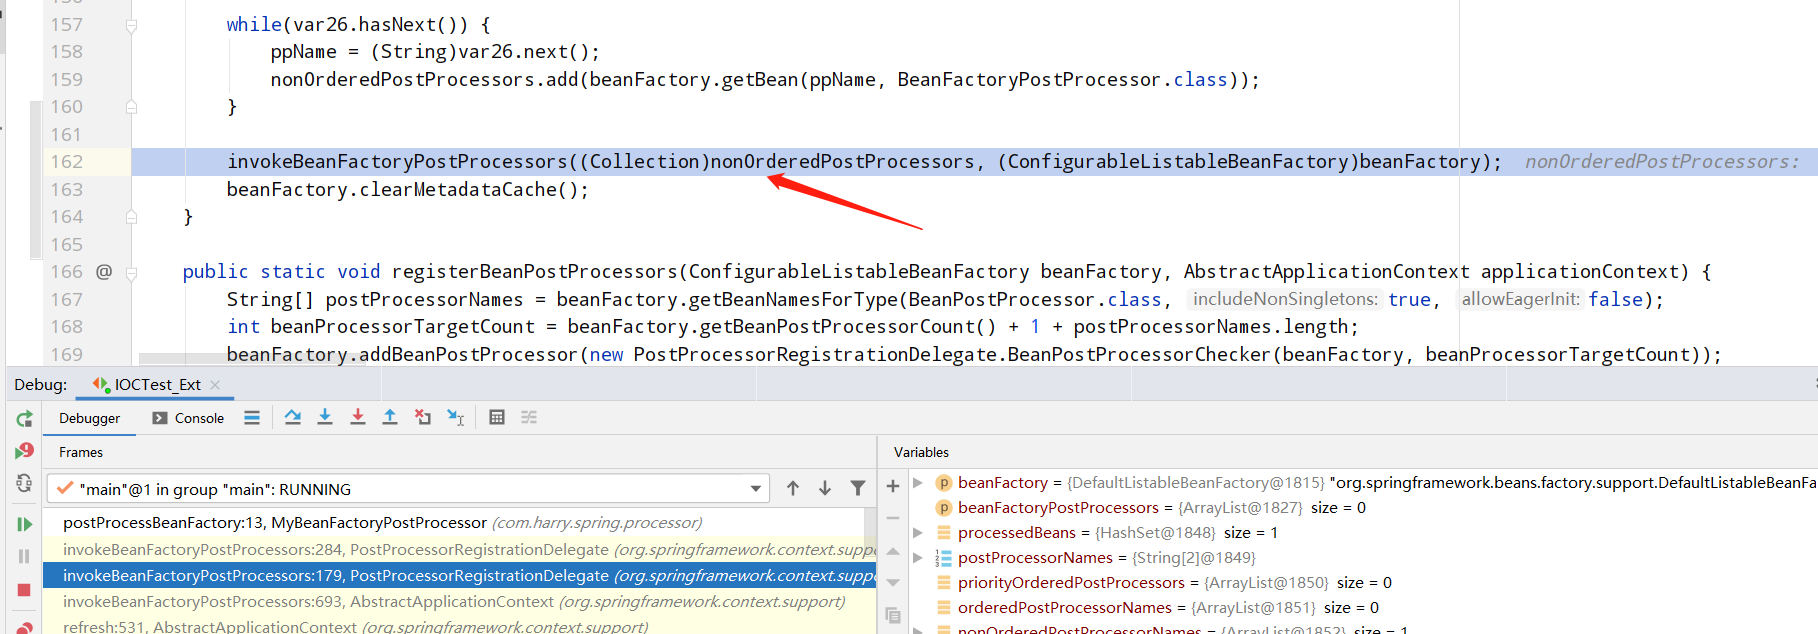 157 while(var26.hasNext()) {
158 ppName = (String)var26.next();
159 nonOrderedPostProcessors.add(beanFactory.getBean(ppName, BeanFactoryPostProcessor.class));
160 }
161
162 invokeBeanFactoryPostProcessors((Collection)nonOrderedPostProcessors, (ConfigurableListableBeanFactory)beanFactory); nonOrderedPostProcessors:
163 beanFactory.clearMetadataCache();
164 }
165
166 @ public static void registerBeanPostProcessors(ConfigurableListableBeanFactory beanFactory, AbstractApplicationContext applicationContext) {
167 String[] postProcessorNames = beanFactory.getBeanNamesForType(BeanPostProcessor.class, includeNonSingletons: true, allowEagerInit: false);
168 int beanProcessorTargetCount = beanFactory.getBeanPostProcessorCount() + 1 + postProcessorNames.length;
169 beanFactory.addBeanPostProcessor(new PostProcessorRegistrationDelegate.BeanPostProcessorChecker(beanFactory, beanProcessorTargetCount));
Debug: IOCTest_Ext
Debugger Console
Frames
"main"@1 in group "main": RUNNING
postProcessBeanFactory:13, MyBeanFactoryPostProcessor (com.harry.spring.processor)
invokeBeanFactoryPostProcessors:284, PostProcessorRegistrationDelegate (org.springframework.context.suppo
invokeBeanFactoryPostProcessors:179, PostProcessorRegistrationDelegate (org.springframework.context.suppo
invokeBeanFactoryPostProcessors:693, AbstractApplicationContext (org.springframework.context.support)
refresh:531, AbstractApplicationContext (org.springframework.context.support)
Variables
beanFactory = {DefaultListableBeanFactory@1815} "org.springframework.beans.factory.support.DefaultListableBeanFa
beanFactoryPostProcessors = {ArrayList@1827} size = 0
processedBeans = {HashSet@1848} size = 1
postProcessorNames = {String[2]@1849}
priorityOrderedPostProcessors = {ArrayList@1850} size = 0
orderedPostProcessorNames = {ArrayList@1851} size = 0
nonOrderedPostProcessorNames = {ArrayList@1852} size = 1